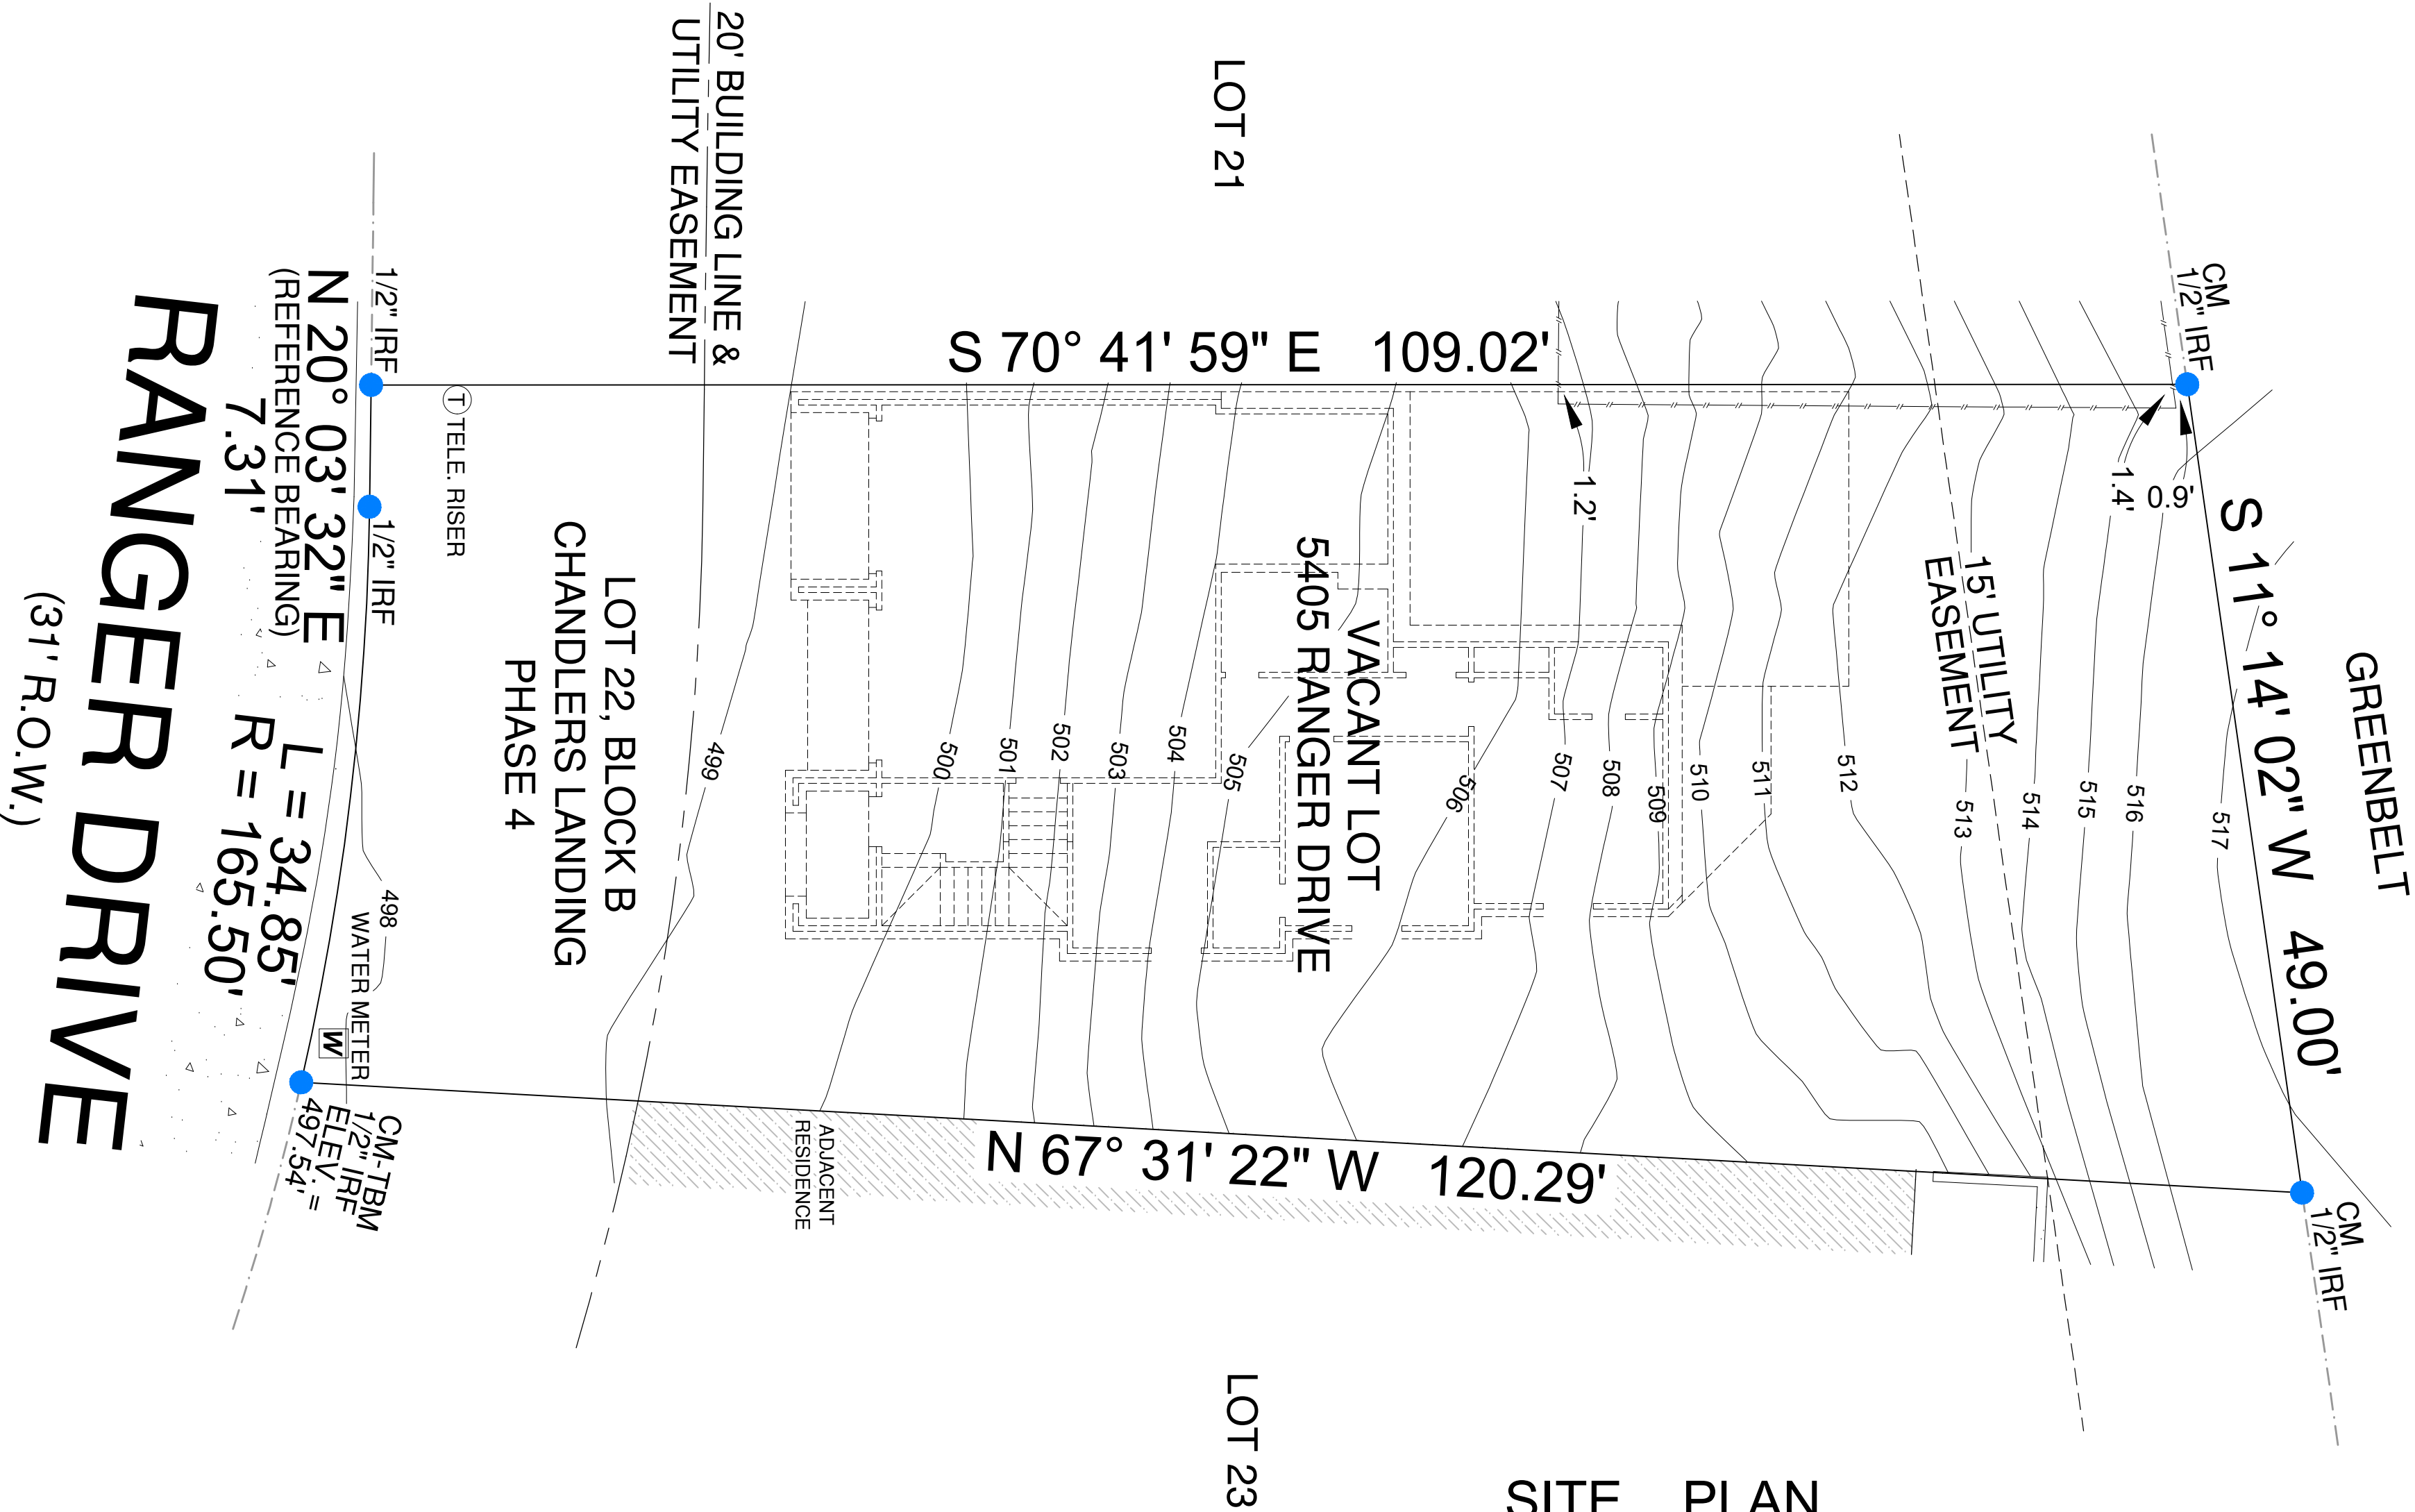 20' BUILDING LINE &
UTILITY EASEMENT
LOT 21
S 70° 41' 59" E 109.02'
CM
1/2" IRF
1/2" IRF
N 20° 03' 32" E
(REFERENCE BEARING)
7.31'
1/2" IRF
T
TELE. RISER
1.2'
1.4'
0.9'
S 11° 14' 02" W 49.00'
GREENBELT
15' UTILITY
EASEMENT
VACANT LOT
5405 RANGER DRIVE
LOT 22, BLOCK B
CHANDLERS LANDING
PHASE 4
L = 34.85'
R = 165.50'
RANGER DRIVE
(31' R.O.W.)
498
499
500
501
502
503
504
505
506
507
508
509
510
511
512
513
514
515
516
517
WATER METER
W
CM-TBM
1/2" IRF
ELEV. =
497.54'
ADJACENT
RESIDENCE
N 67° 31' 22" W 120.29'
CM
1/2" IRF
LOT 23
SITE PLAN